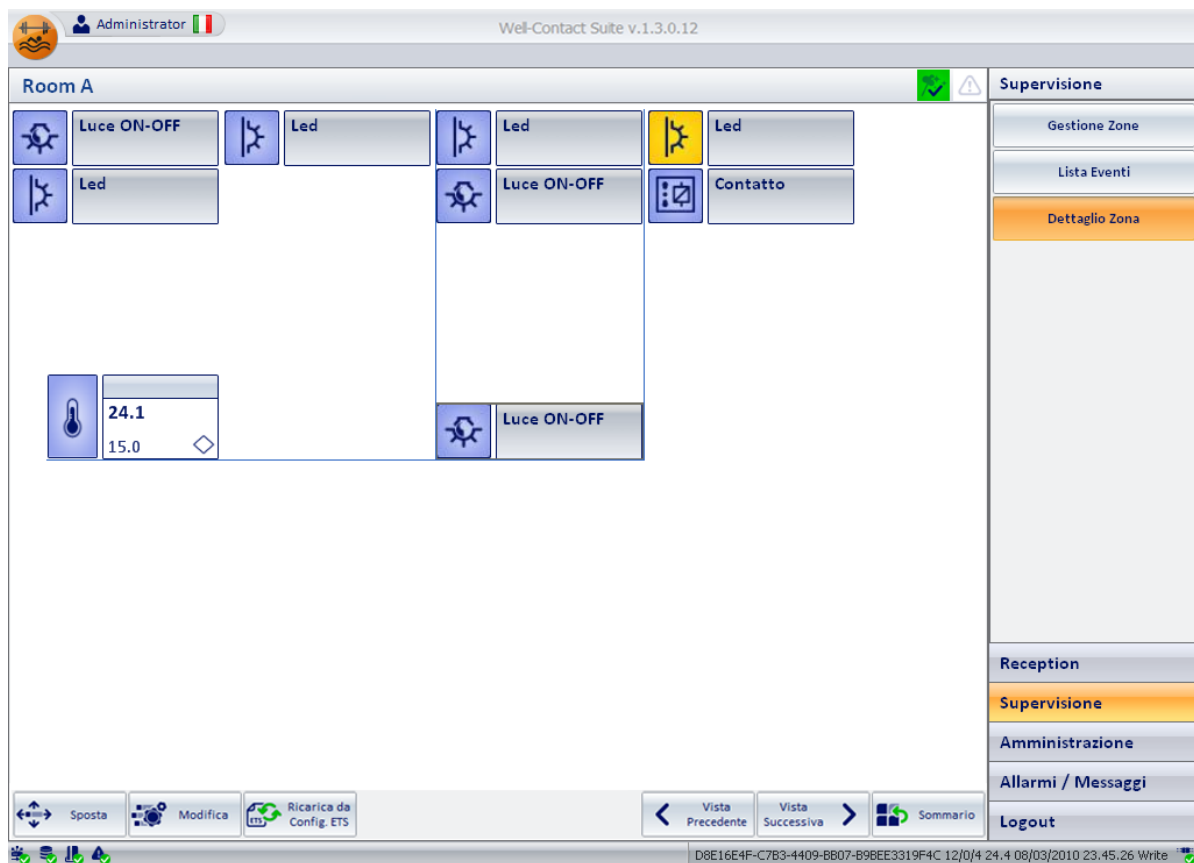 Administrator
Well-Contact Suite v.1.3.0.12
Room A
Supervisione
Luce ON-OFF
Led
Led
Led
Gestione Zone
Led
Luce ON-OFF
Contatto
Lista Eventi
Dettaglio Zona
24.1
15.0
Luce ON-OFF
Reception
Supervisione
Amministrazione
Allarmi / Messaggi
Logout
Sposta
Modifica
ETS
Ricarica da
Config. ETS
Vista
Precedente
Vista
Successiva
Sommario
D8E16E4F-C7B3-4409-BB07-B9BEE3319F4C 12/0/4 24.4 08/03/2010 23.45.26 Write